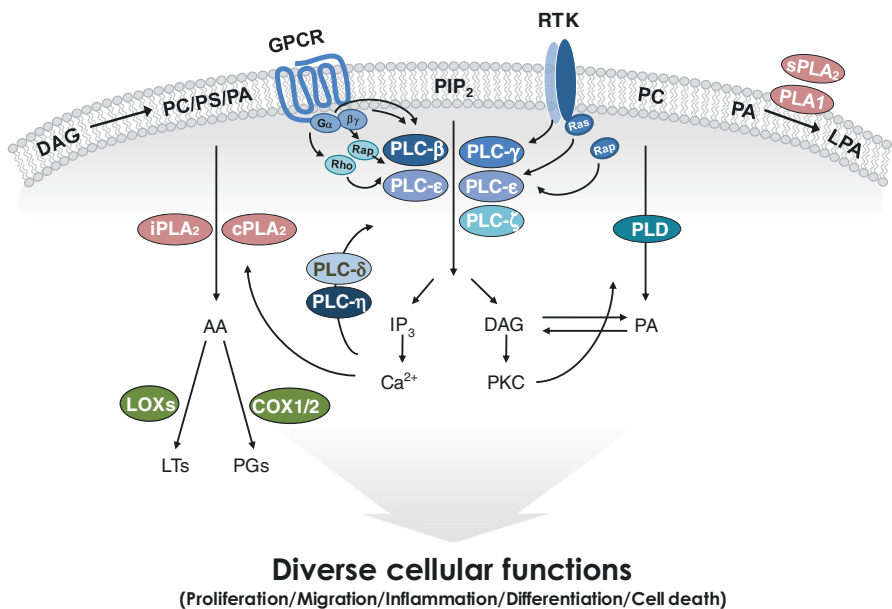 RTK
GPCR
sPLA₂
PLA1
PIP₂
PC
PA
LPA
PC/PS/PA
DAG
Gα
βγ
Ras
Rap
Rho
Rap
PLC-β
PLC-γ
PLC-ε
PLC-ε
PLC-ζ
iPLA₂
cPLA₂
PLD
PLC-δ
PLC-η
AA
IP₃
DAG
PA
Ca²⁺
PKC
LOXs
COX1/2
LTs
PGs
Diverse cellular functions
(Proliferation/Migration/Inflammation/Differentiation/Cell death)